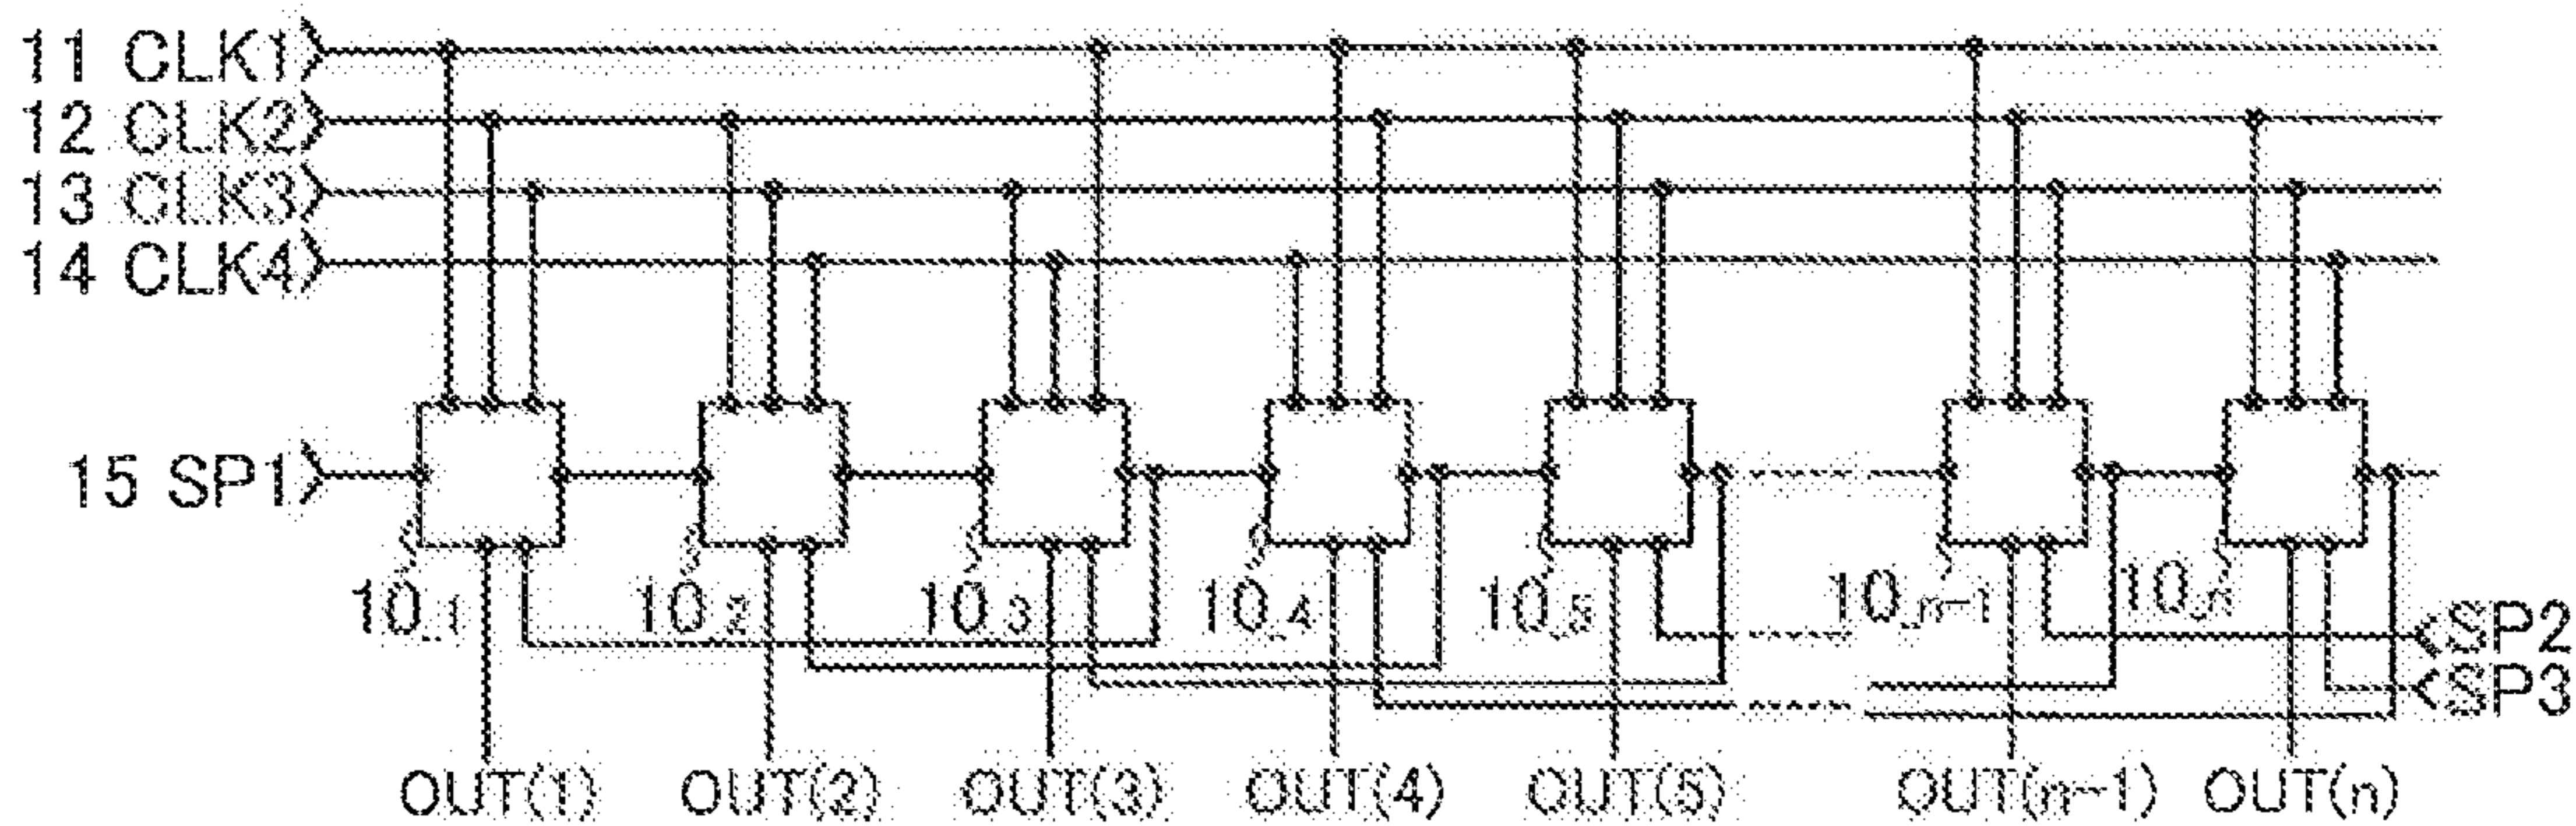 11 CLK1
12 CLK2
13 CLK3
14 CLK4
15 SP1
10_1 10_2 10_3 10_4 10_5 10_n-1 10_n
SP2
SP3
OUT(1) OUT(2) OUT(3) OUT(4) OUT(5) OUT(n-1) OUT(n)